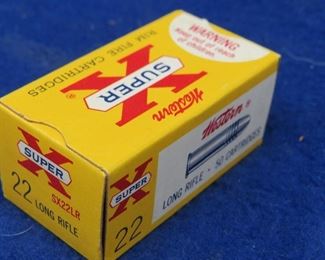 WARNING
Keep out of reach
of children.
Western
SUPER
X
®
RIM FIRE CARTRIDGES
SUPER
X
SX22LR
22
LONG RIFLE
Western
SUPER
X
22
LONG RIFLE - 50 CARTRIDGES